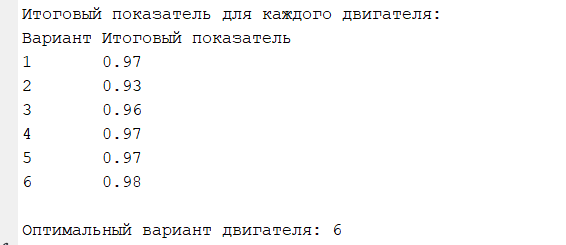 Итоговый показатель для каждого двигателя:
Вариант Итоговый показатель
1 0.97
2 0.93
3 0.96
4 0.97
5 0.97
6 0.98
Оптимальный вариант двигателя: 6